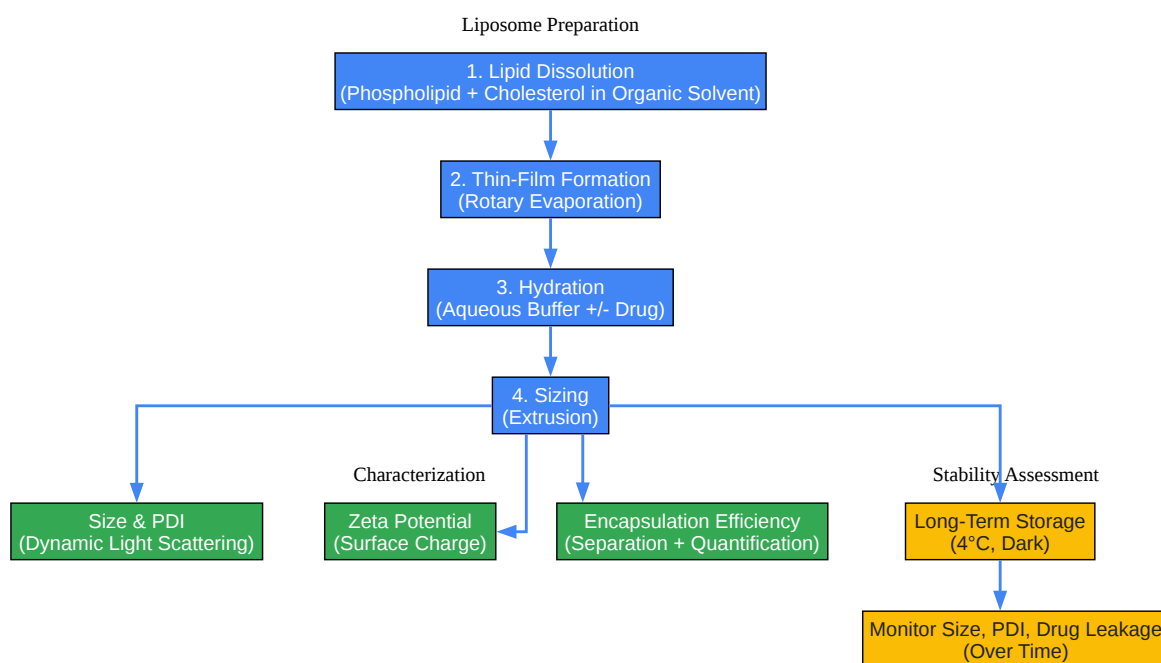 Liposome Preparation
1. Lipid Dissolution
(Phospholipid + Cholesterol in Organic Solvent)
2. Thin-Film Formation
(Rotary Evaporation)
3. Hydration
(Aqueous Buffer +/- Drug)
4. Sizing
(Extrusion)
Characterization
Stability Assessment
Size & PDI
(Dynamic Light Scattering)
Zeta Potential
(Surface Charge)
Encapsulation Efficiency
(Separation + Quantification)
Long-Term Storage
(4°C, Dark)
Monitor Size, PDI, Drug Leakage
(Over Time)